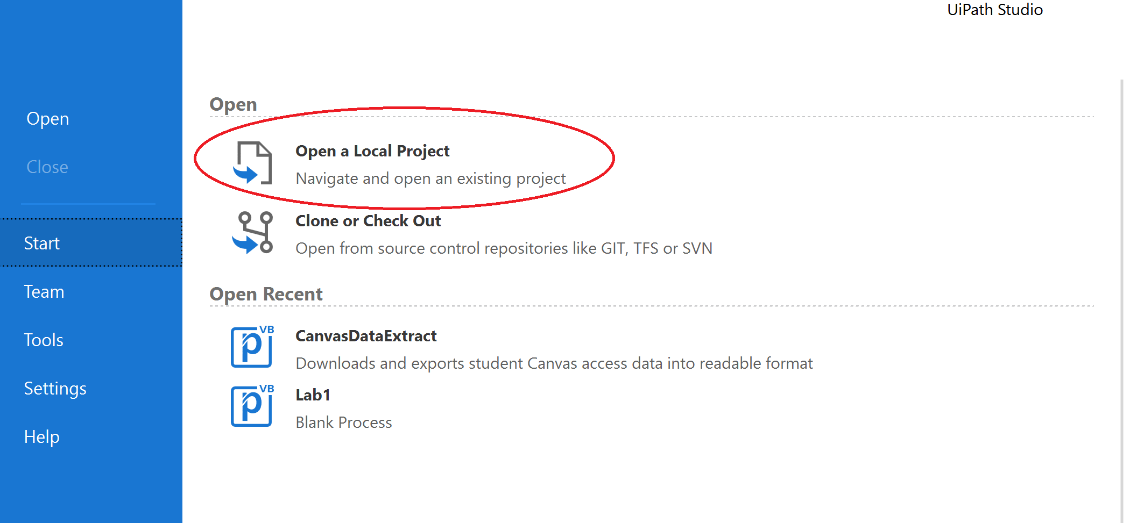 UiPath Studio
Open
Close
Start
Team
Tools
Settings
Help
Open
Open a Local Project
Navigate and open an existing project
Clone or Check Out
Open from source control repositories like GIT, TFS or SVN
Open Recent
VB
CanvasDataExtract
Downloads and exports student Canvas access data into readable format
VB
Lab1
Blank Process